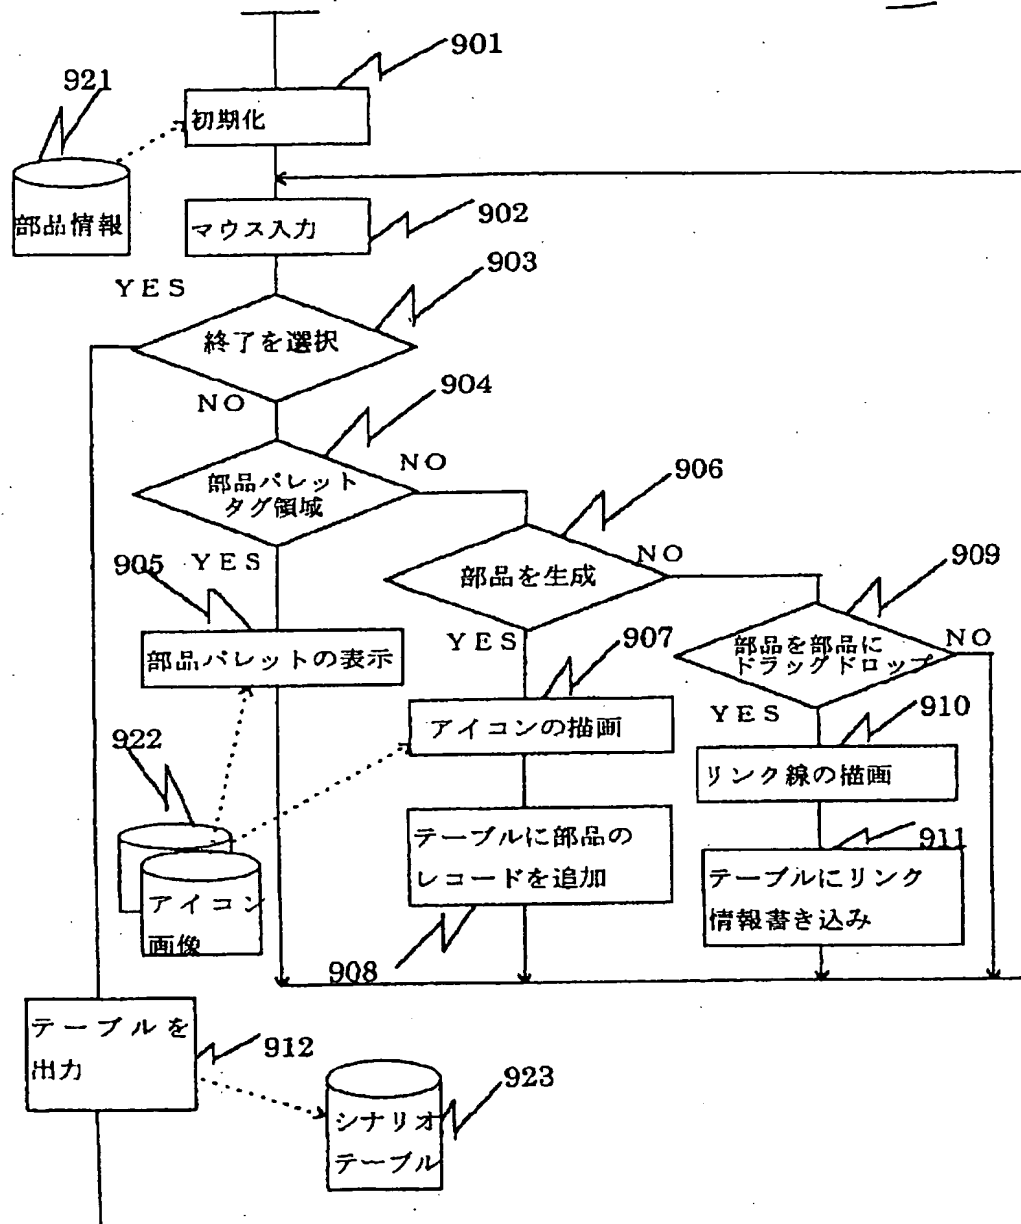 901
921
初期化
部品情報
マウス入力
902
903
YES
終了を選択
NO
904
部品パレット
タグ領域
NO
906
905
YES
部品を生成
NO
909
YES
907
部品を部品に
ドラッグドロップ
NO
部品パレットの表示
YES
910
アイコンの描画
922
リンク線の描画
テーブルに部品の
レコードを追加
911
テーブルにリンク
情報書き込み
アイコン
画像
908
テーブルを
出力
912
923
シナリオ
テーブル